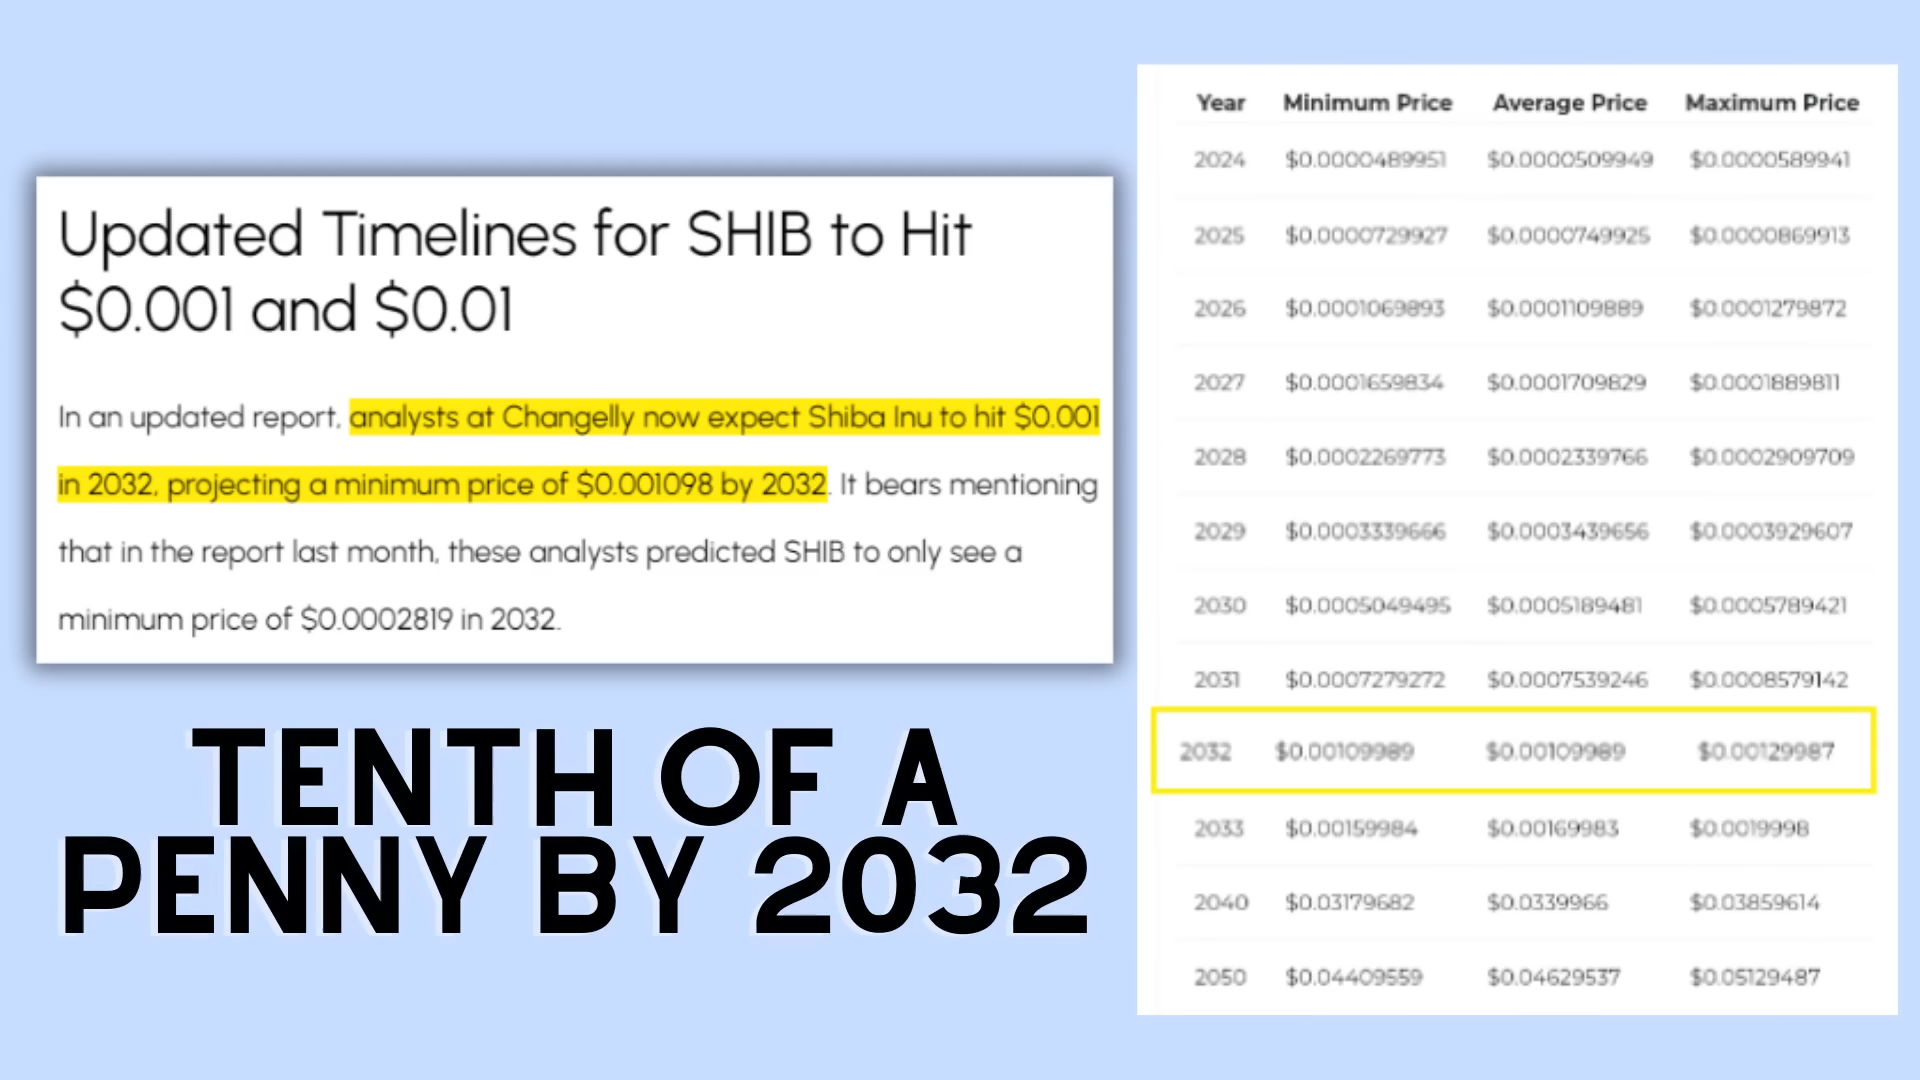 Updated Timelines for SHIB to Hit
$0.001 and $0.01
In an updated report, analysts at Changelly now expect Shiba Inu to hit $0.001
in 2032, projecting a minimum price of $0.001098 by 2032. It bears mentioning
that in the report last month, these analysts predicted SHIB to only see a
minimum price of $0.0002819 in 2032.
TENTH OF A
PENNY BY 2032
Year Minimum Price Average Price Maximum Price
2024 $0.0000489951 $0.0000509949 $0.0000589941
2025 $0.0000729927 $0.0000749925 $0.0000869913
2026 $0.0001069893 $0.0001109889 $0.0001279872
2027 $0.0001659834 $0.0001709829 $0.0001889811
2028 $0.0002269773 $0.0002339766 $0.0002909709
2029 $0.0003339666 $0.0003439656 $0.0003929607
2030 $0.0005049495 $0.0005189481 $0.0005789421
2031 $0.0007279272 $0.0007539246 $0.0008579142
2032 $0.00109989 $0.00109989 $0.00129987
2033 $0.00159984 $0.00169983 $0.0019998
2040 $0.03179682 $0.0339966 $0.03859614
2050 $0.04409559 $0.04629537 $0.05129487